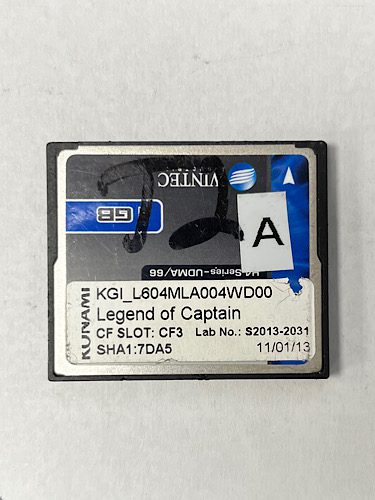 VINTEC
GB
A
H4 Series-UDMA/66
KONAMI
KGI_L604MLA004WD00
Legend of Captain
CF SLOT: CF3 Lab No.: S2013-2031
SHA1:7DA5 11/01/13